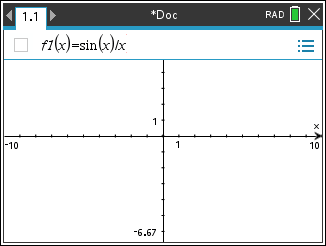 1.1 *Doc RAD
f1(x)=sin(x)/x
1
x
-10 1 10
-6.67